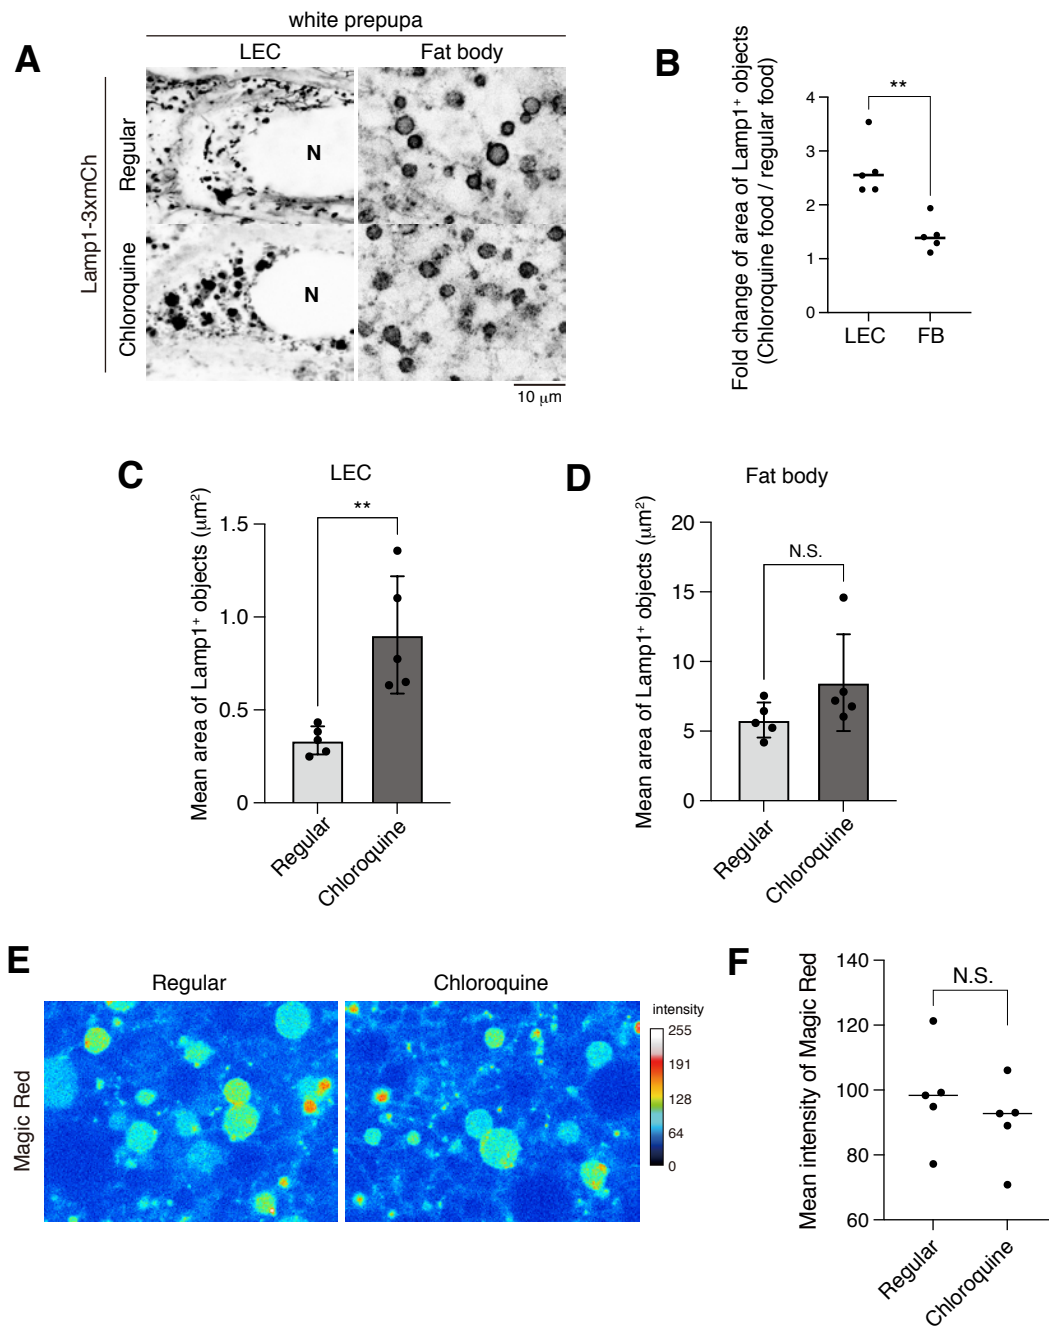 A
white prepupa
LEC
Fat body
Lamp1-3xmCh
Regular
Chloroquine
N
N
10 μm
B
Fold change of area of Lamp1⁺ objects
(Chloroquine food / regular food)
**
4
3
2
1
0
LEC
FB
C
LEC
**
Mean area of Lamp1⁺ objects (μm²)
1.5
1.0
0.5
0
Regular
Chloroquine
D
Fat body
N.S.
Mean area of Lamp1⁺ objects (μm²)
20
15
10
5
0
Regular
Chloroquine
E
Regular
Chloroquine
Magic Red
intensity
255
191
128
64
0
F
Mean intensity of Magic Red
N.S.
140
120
100
80
60
Regular
Chloroquine